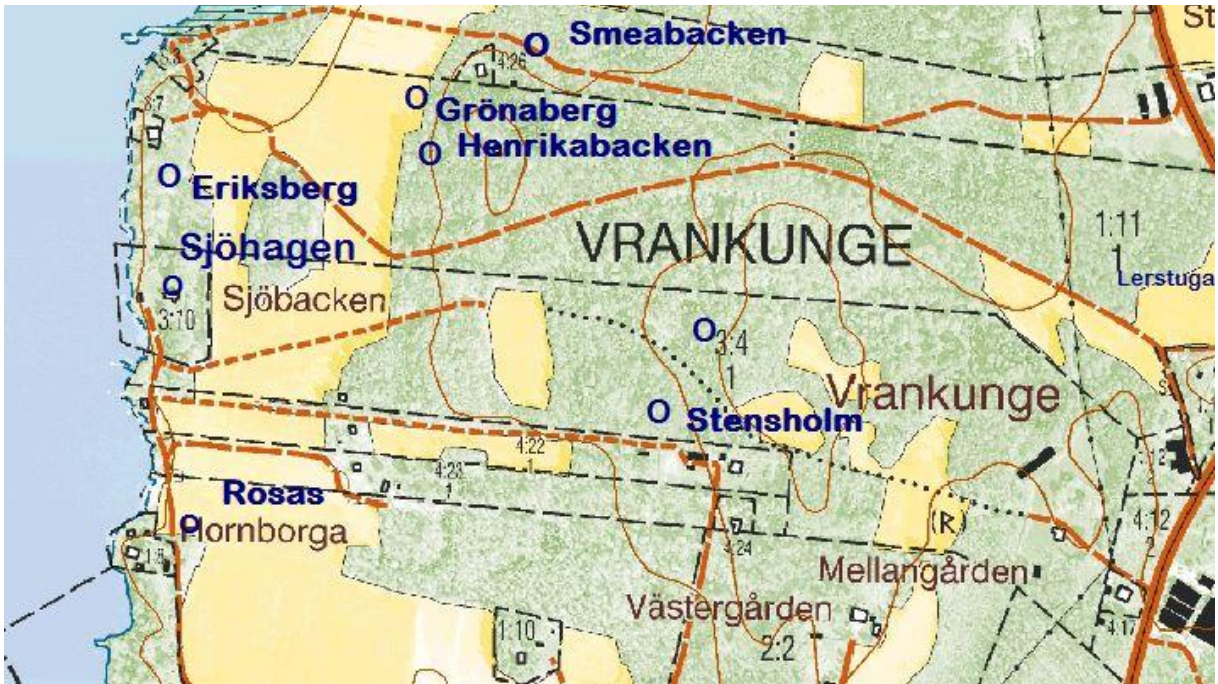 St
Smeabacken
4:26
Grönaberg
Henrikabacken
Eriksberg
VRANKUNGE
1:11
1
Sjöhagen
Lerstuga
Sjöbacken
3:10
3:4
1
Vrankunge
Stensholm
4:22
1
4:23
1
Rosas
Hornborga
(R)
4:12
2
4:24
Mellangården
Västergården
1:10
2:2
4:17